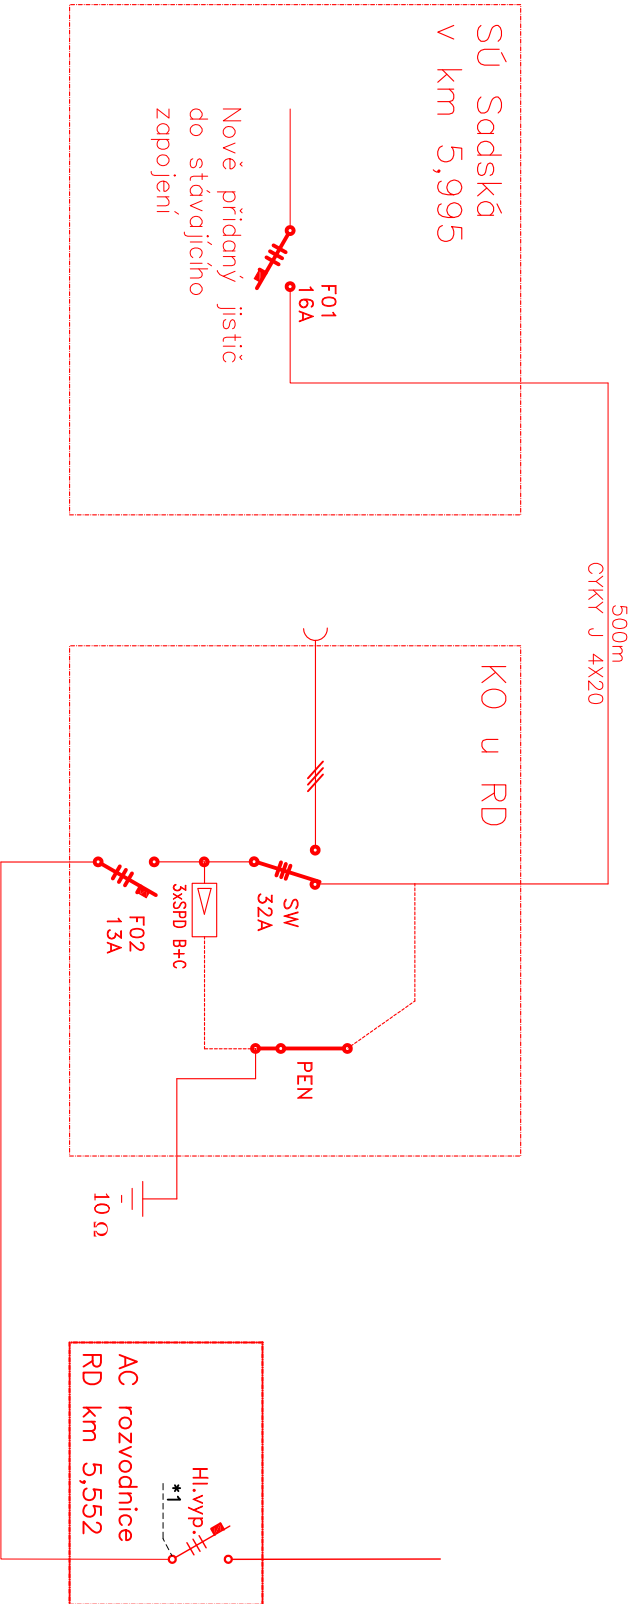 SÚ Sadská
v km 5,995
Nově přidaný jistič
do stávajícího
zapojení
F01
16A
500m
CYKY J 4X20
KO u RD
SW
32A
3xSPD B+C
F02
13A
PEN
10 Ω
AC rozvodnice
RD km 5,552
Hl.vyp.
*1